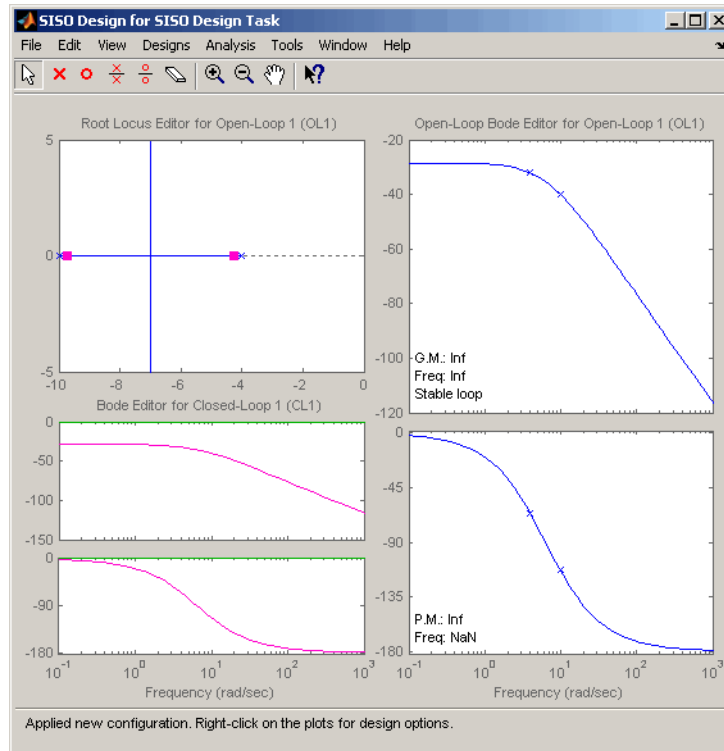 SISO Design for SISO Design Task
File Edit View Designs Analysis Tools Window Help
Root Locus Editor for Open-Loop 1 (OL1)
5
0
-5
-10 -8 -6 -4 -2 0
Bode Editor for Closed-Loop 1 (CL1)
0
-50
-100
-150
0
-90
-180
10^-1 10^0 10^1 10^2 10^3
Frequency (rad/sec)
Open-Loop Bode Editor for Open-Loop 1 (OL1)
-20
-40
-60
-80
-100
-120
G.M.: Inf
Freq: Inf
Stable loop
0
-45
-90
-135
-180
P.M.: Inf
Freq: NaN
10^-1 10^0 10^1 10^2 10^3
Frequency (rad/sec)
Applied new configuration. Right-click on the plots for design options.